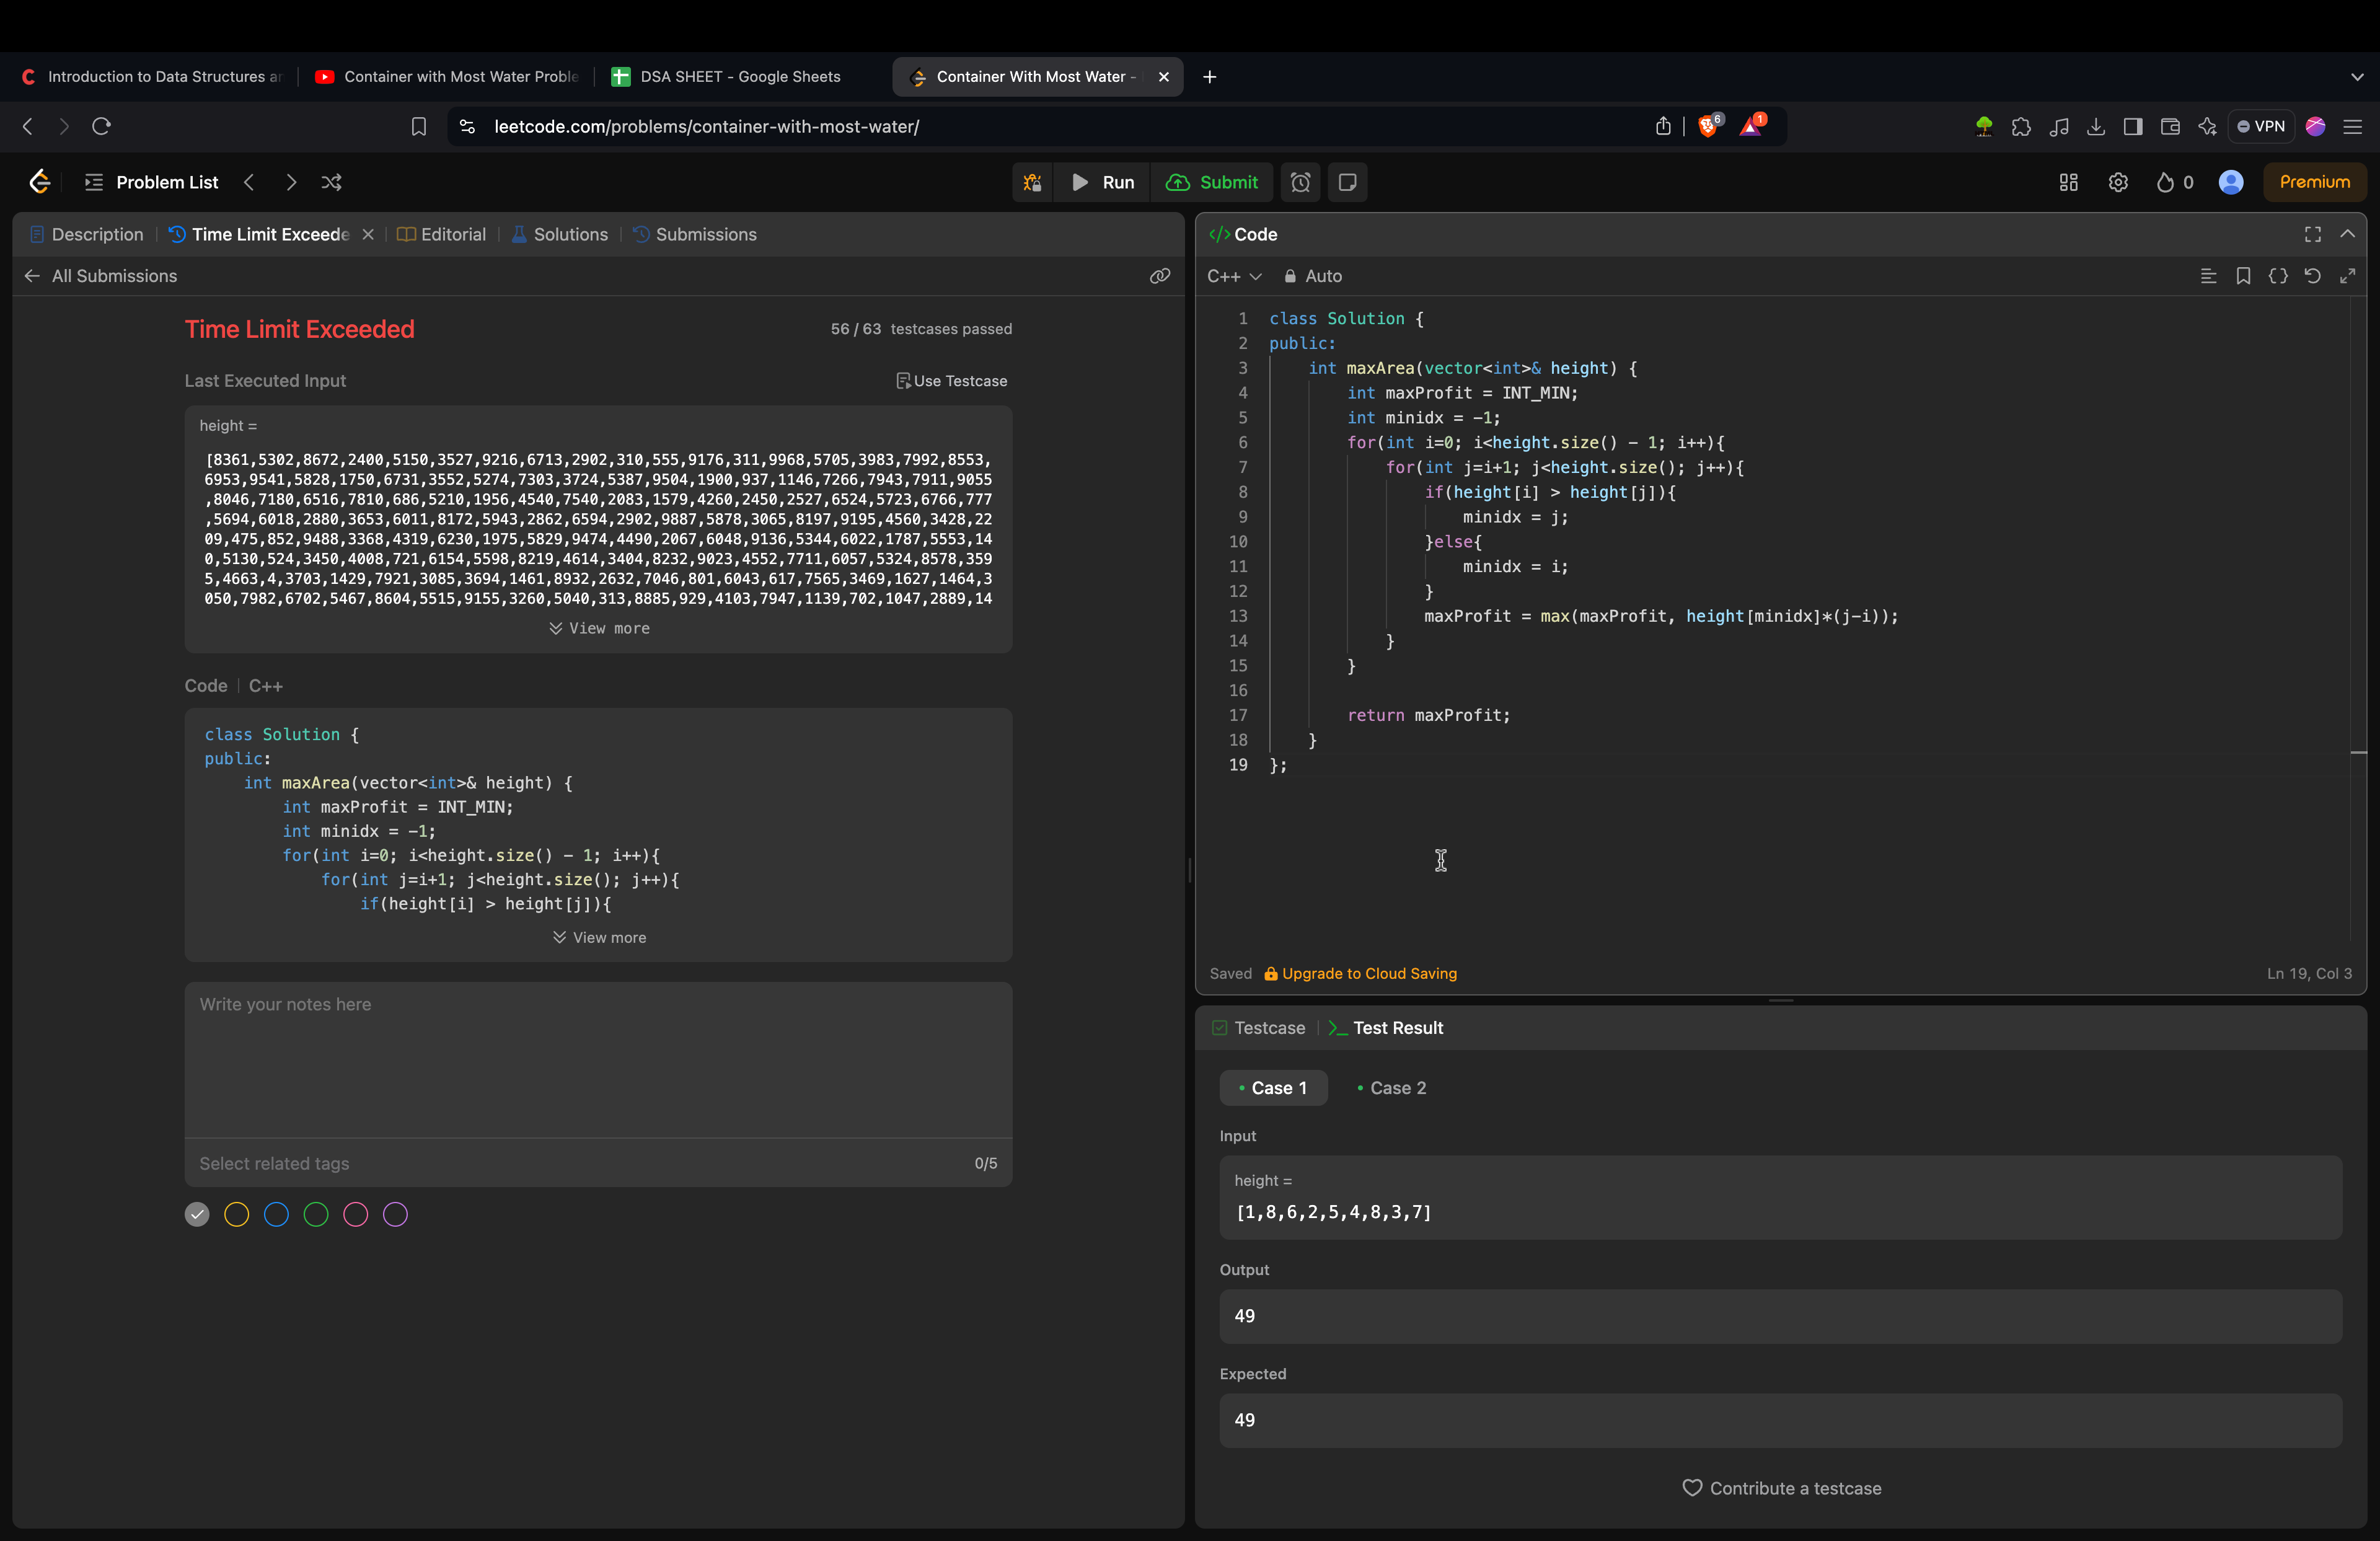 Introduction to Data Structures an
Container with Most Water Proble
DSA SHEET - Google Sheets
Container With Most Water -
leetcode.com/problems/container-with-most-water/
6
1
VPN
Problem List
Run
Submit
0
Premium
Description
Time Limit Exceede
Editorial
Solutions
Submissions
All Submissions
Time Limit Exceeded
56 / 63 testcases passed
Last Executed Input
Use Testcase
height =
[8361,5302,8672,2400,5150,3527,9216,6713,2902,310,555,9176,311,9968,5705,3983,7992,8553,
6953,9541,5828,1750,6731,3552,5274,7303,3724,5387,9504,1900,937,1146,7266,7943,7911,9055
,8046,7180,6516,7810,686,5210,1956,4540,7540,2083,1579,4260,2450,2527,6524,5723,6766,777
,5694,6018,2880,3653,6011,8172,5943,2862,6594,2902,9887,5878,3065,8197,9195,4560,3428,22
09,475,852,9488,3368,4319,6230,1975,5829,9474,4490,2067,6048,9136,5344,6022,1787,5553,14
0,5130,524,3450,4008,721,6154,5598,8219,4614,3404,8232,9023,4552,7711,6057,5324,8578,359
5,4663,4,3703,1429,7921,3085,3694,1461,8932,2632,7046,801,6043,617,7565,3469,1627,1464,3
050,7982,6702,5467,8604,5515,9155,3260,5040,313,8885,929,4103,7947,1139,702,1047,2889,14
View more
Code | C++
class Solution {
public:
    int maxArea(vector<int>& height) {
        int maxProfit = INT_MIN;
        int minidx = -1;
        for(int i=0; i<height.size() - 1; i++){
            for(int j=i+1; j<height.size(); j++){
                if(height[i] > height[j]){
View more
Write your notes here
Select related tags
0/5
Code
C++
Auto
1 class Solution {
2 public:
3     int maxArea(vector<int>& height) {
4         int maxProfit = INT_MIN;
5         int minidx = -1;
6         for(int i=0; i<height.size() - 1; i++){
7             for(int j=i+1; j<height.size(); j++){
8                 if(height[i] > height[j]){
9                     minidx = j;
10                 }else{
11                     minidx = i;
12                 }
13                 maxProfit = max(maxProfit, height[minidx]*(j-i));
14             }
15         }
16
17         return maxProfit;
18     }
19 };
Saved
Upgrade to Cloud Saving
Ln 19, Col 3
Testcase
Test Result
Case 1
Case 2
Input
height =
[1,8,6,2,5,4,8,3,7]
Output
49
Expected
49
Contribute a testcase